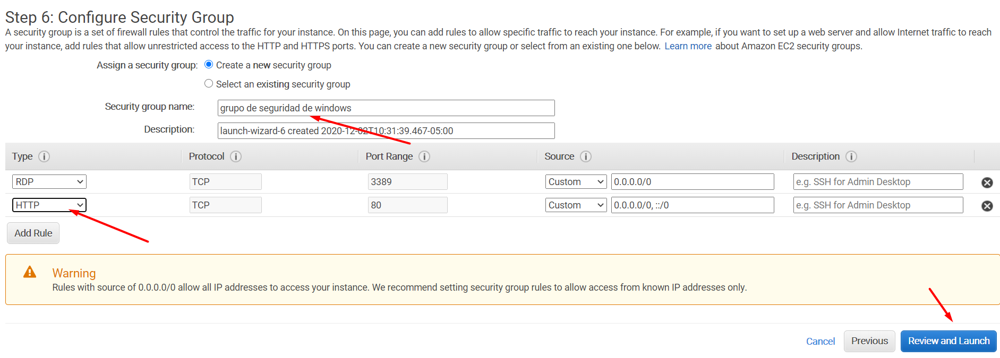 Step 6: Configure Security Group
A security group is a set of firewall rules that control the traffic for your instance. On this page, you can add rules to allow specific traffic to reach your instance. For example, if you want to set up a web server and allow Internet traffic to reach
your instance, add rules that allow unrestricted access to the HTTP and HTTPS ports. You can create a new security group or select from an existing one below. Learn more about Amazon EC2 security groups.
Assign a security group: Create a new security group
Select an existing security group
Security group name: grupo de seguridad de windows
Description: launch-wizard-6 created 2020-12-02T10:31:39.467-05:00
Type i Protocol i Port Range i Source i Description i
RDP TCP 3389 Custom 0.0.0.0/0 e.g. SSH for Admin Desktop
HTTP TCP 80 Custom 0.0.0.0/0, ::/0 e.g. SSH for Admin Desktop
Add Rule
Warning
Rules with source of 0.0.0.0/0 allow all IP addresses to access your instance. We recommend setting security group rules to allow access from known IP addresses only.
Cancel Previous Review and Launch